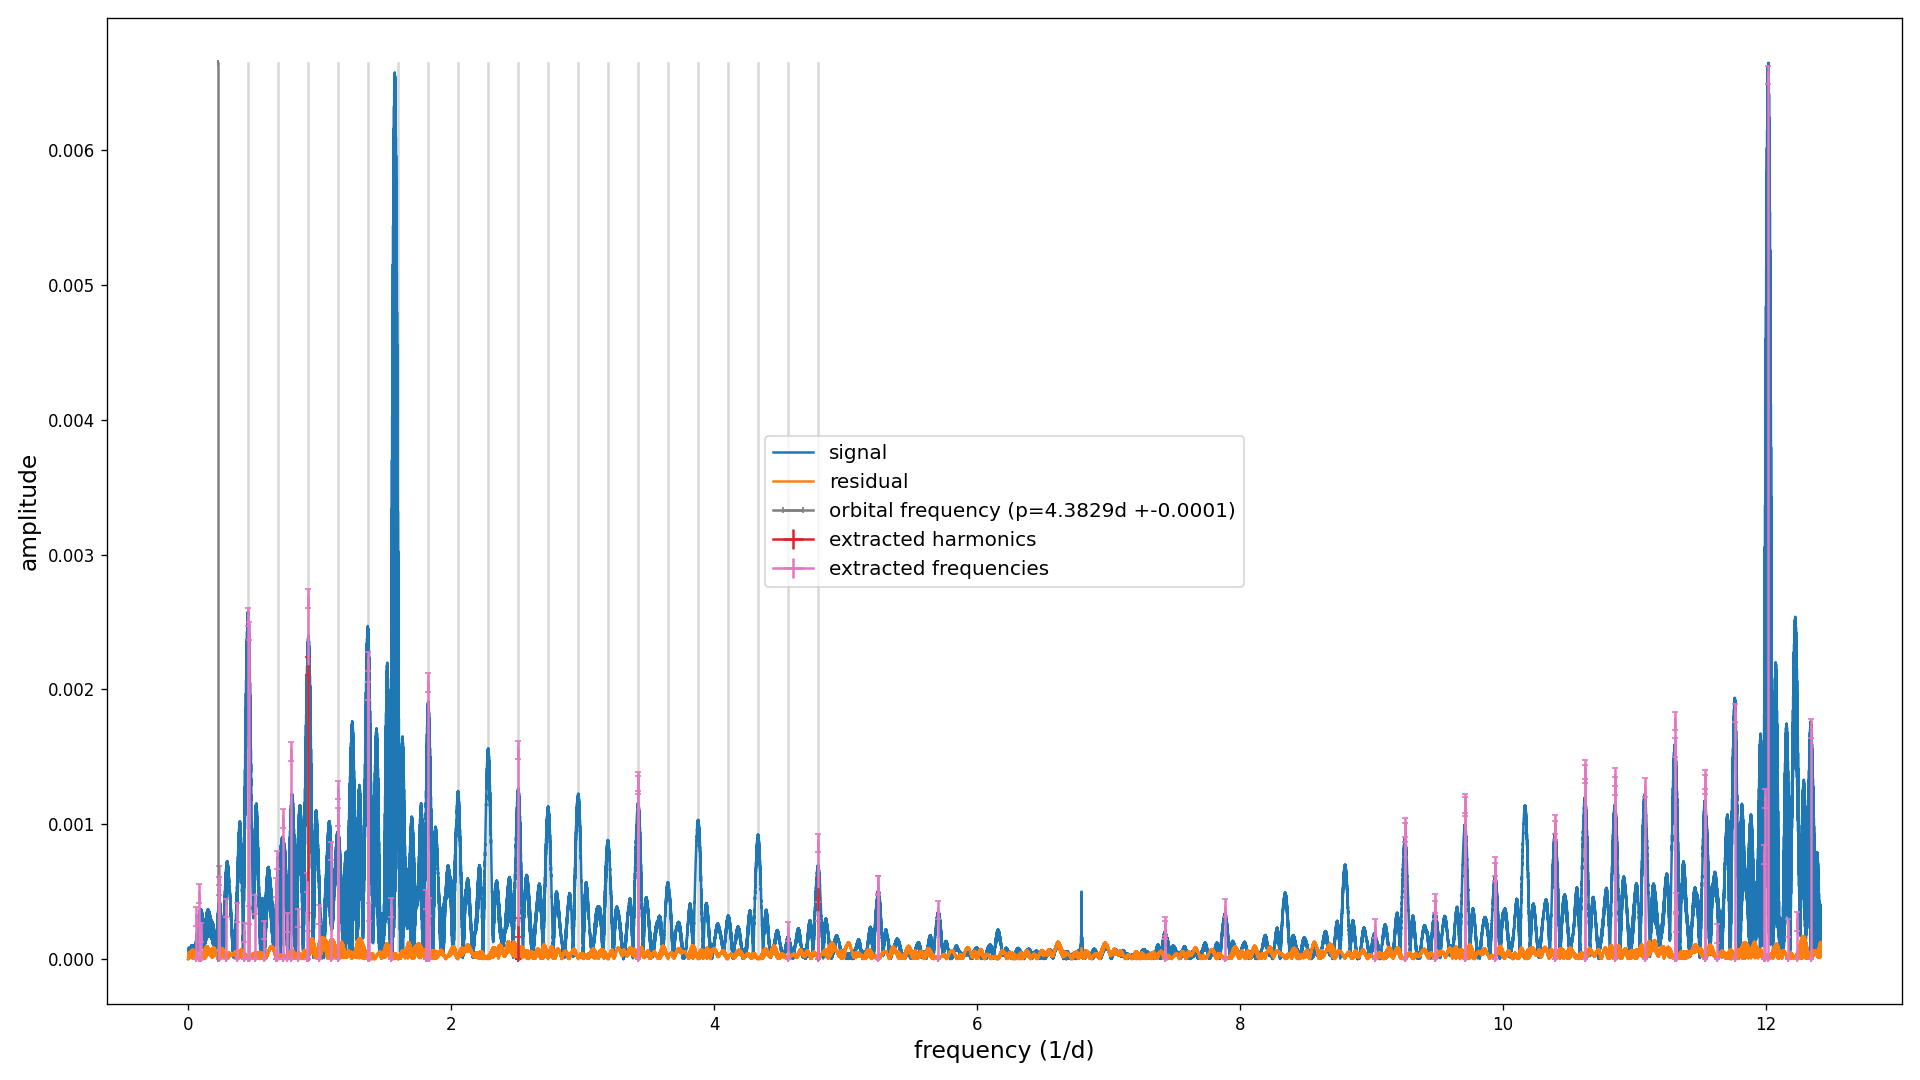 0.006
0.005
0.004
0.003
0.002
0.001
0.000
amplitude
signal
residual
orbital frequency (p=4.3829d +-0.0001)
extracted harmonics
extracted frequencies
0 2 4 6 8 10 12
frequency (1/d)